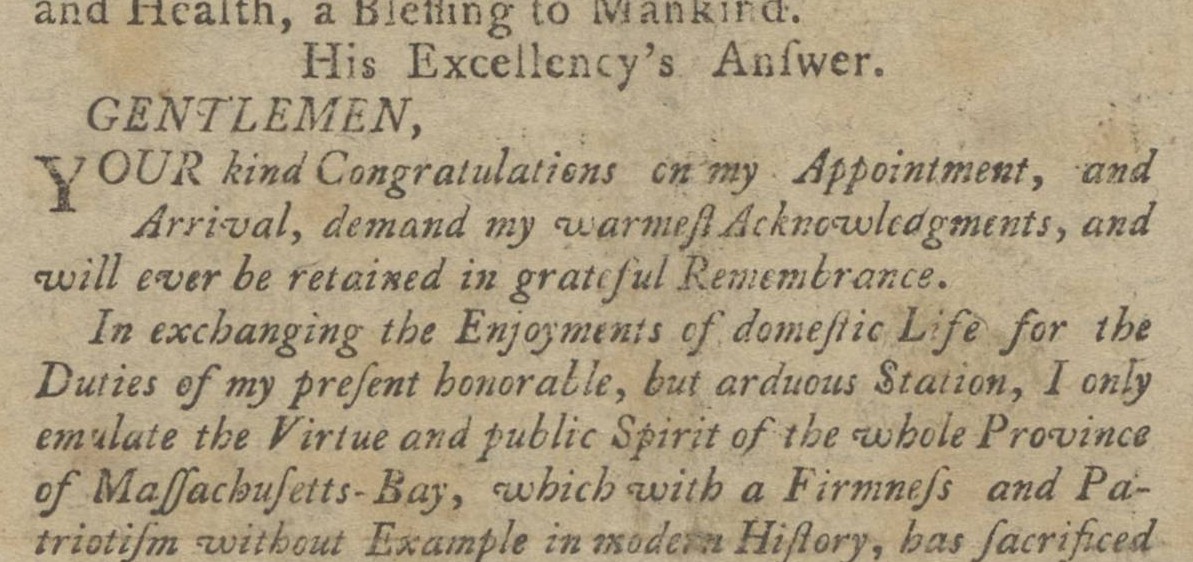 and Health, a Bleſſing to Mankind.
His Excellency's Anſwer.
GENTLEMEN,
YOUR kind Congratulations on my Appointment, and
Arrival, demand my warmeſt Acknowledgments, and
will ever be retained in grateful Remembrance.
In exchanging the Enjoyments of domeſtic Life for the
Duties of my preſent honorable, but arduous Station, I only
emulate the Virtue and public Spirit of the whole Province
of Maſſachuſetts-Bay, which with a Firmneſs and Pa-
triotiſm without Example in modern Hiſtory, has ſacrificed